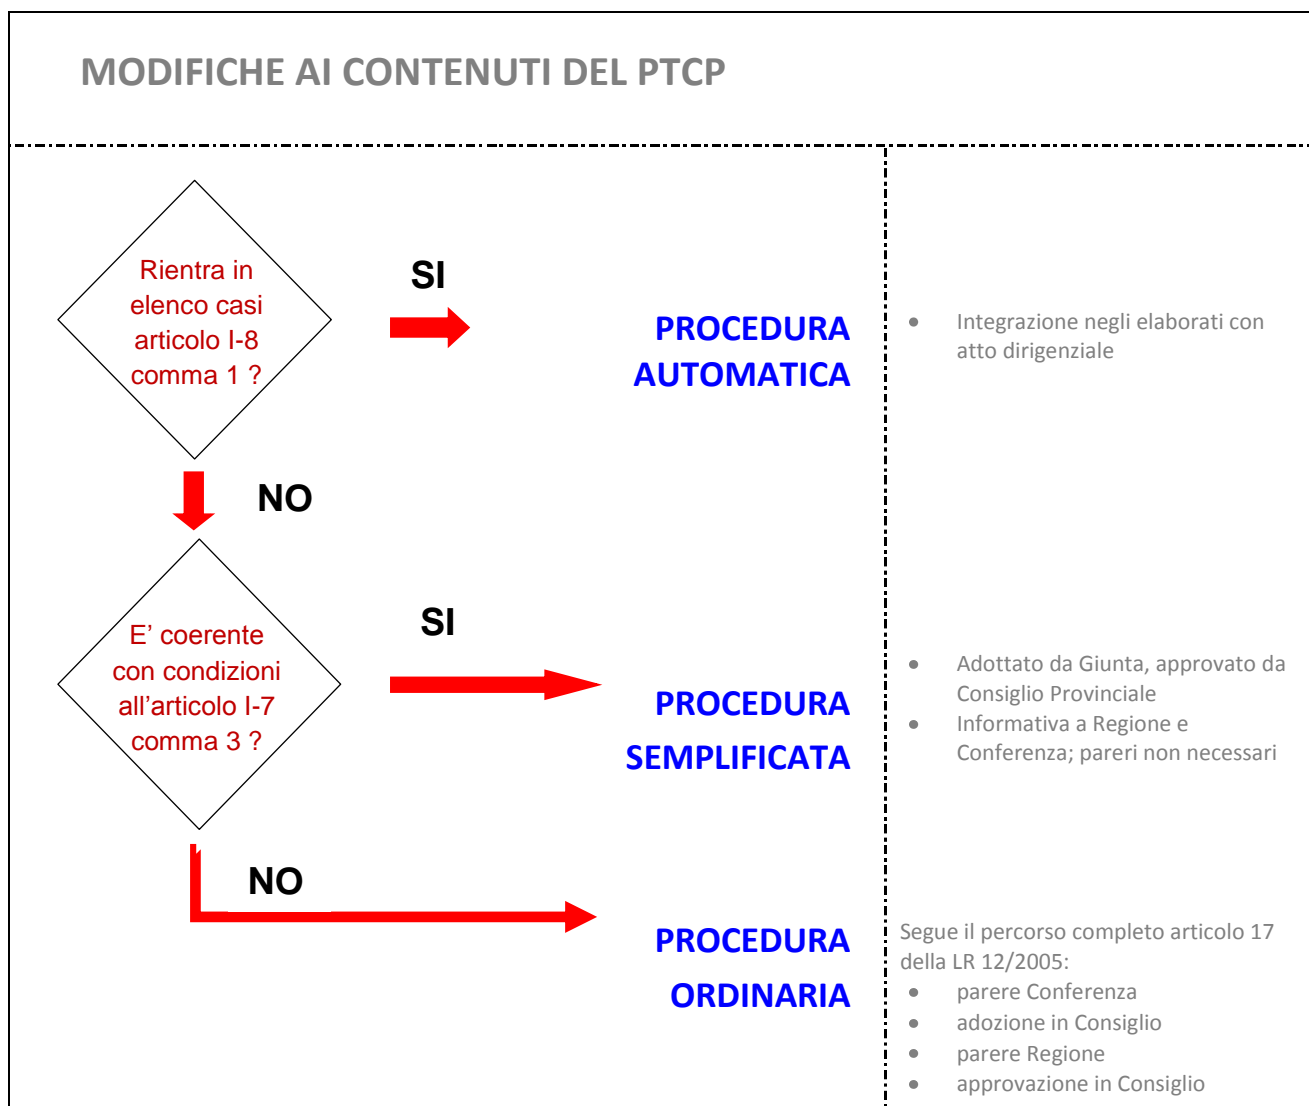 MODIFICHE AI CONTENUTI DEL PTCP
Rientra in
elenco casi
articolo I-8
comma 1 ?
SI
PROCEDURA
AUTOMATICA
• Integrazione negli elaborati con
atto dirigenziale
NO
E' coerente
con condizioni
all'articolo I-7
comma 3 ?
SI
PROCEDURA
SEMPLIFICATA
• Adottato da Giunta, approvato da
Consiglio Provinciale
• Informativa a Regione e
Conferenza; pareri non necessari
NO
PROCEDURA
ORDINARIA
Segue il percorso completo articolo 17
della LR 12/2005:
• parere Conferenza
• adozione in Consiglio
• parere Regione
• approvazione in Consiglio